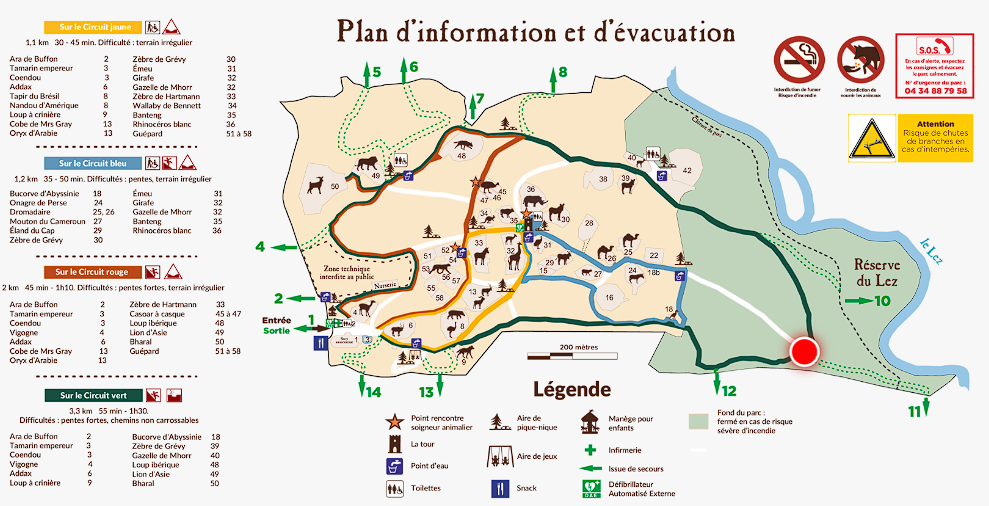 Plan d'information et d'évacuation
Sur le Circuit jaune
1,1 km 30 - 45 min. Difficulté : terrain irrégulier
Ara de Buffon 2
Tamarin empereur 3
Coendou 3
Addax 6
Tapir du Brésil 8
Nandou d'Amérique 8
Loup à crinière 9
Cobe de Mrs Gray 13
Oryx d'Arabie 13
Zèbre de Grévy 30
Émeu 31
Girafe 32
Gazelle de Mhorr 32
Zèbre de Hartmann 33
Wallaby de Bennett 34
Banteng 35
Rhinocéros blanc 36
Guépard 51 à 58
Sur le Circuit bleu
1,2 km 35 - 50 min. Difficultés : pentes, terrain irrégulier
Bucorve d'Abyssinie 18
Onagre de Perse 24
Dromadaire 25, 26
Mouton du Cameroun 27
Éland du Cap 29
Zèbre de Grévy 30
Émeu 31
Girafe 32
Gazelle de Mhorr 32
Banteng 35
Rhinocéros blanc 36
Sur le Circuit rouge
2 km 45 min - 1h10. Difficultés : pentes fortes, terrain irrégulier
Ara de Buffon 2
Tamarin empereur 3
Coendou 3
Vigogne 4
Addax 6
Cobe de Mrs Gray 13
Oryx d'Arabie 13
Zèbre de Hartmann 33
Casoar à casque 45 à 47
Loup ibérique 48
Lion d'Asie 49
Bharal 50
Guépard 51 à 58
Sur le Circuit vert
3,3 km 55 min - 1h30.
Difficultés : pentes fortes, chemins non carrossables
Ara de Buffon 2
Tamarin empereur 3
Coendou 3
Vigogne 4
Addax 6
Loup à crinière 9
Bucorve d'Abyssinie 18
Zèbre de Grévy 39
Gazelle de Mhorr 40
Loup ibérique 48
Lion d'Asie 49
Bharal 50
Interdiction de fumer
Risque d'incendie
Interdiction de
nourrir les animaux
S.O.S.
En cas d'alerte, respectez
les consignes et évacuez
le parc calmement.
N° d'urgence du parc :
04 34 88 79 58
Attention
Risque de chutes
de branches en
cas d'intempéries.
5
6
7
8
4
2
1
Entrée
Sortie
14
13
12
11
10
le Lez
Réserve
du Lez
Zone technique
interdite au public
Nurserie
50
49
48
47
46
45
40
42
38
39
36
35
34
33
32
31
30
28
29
15
27
26
25
24
22
18b
18
16
52
51
53
54
56
57
55
58
13
8
9
6
4
3
1
200 mètres
Légende
Point rencontre
soigneur animalier
La tour
Point d'eau
Toilettes
Aire de
pique-nique
Aire de jeux
Snack
Manège pour
enfants
Infirmerie
Issue de secours
Défibrillateur
Automatisé Externe
DAE
Fond du parc :
fermé en cas de risque
sévère d'incendie